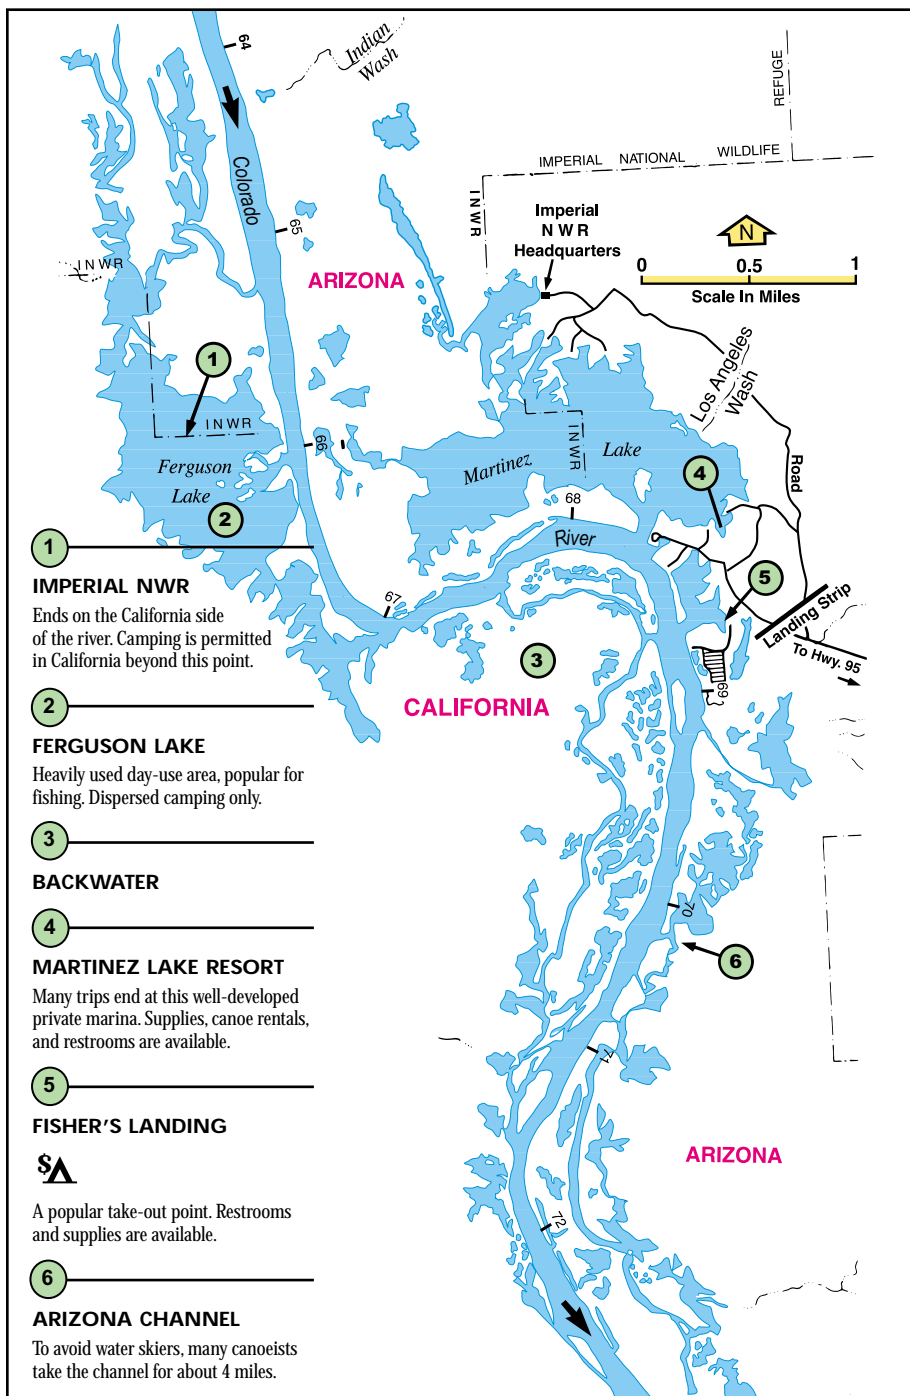 64
Indian
Wash
REFUGE
IMPERIAL NATIONAL WILDLIFE
Colorado
I N W R
Imperial
N W R
Headquarters
N
65
0 0.5 1
Scale In Miles
I N W R
ARIZONA
Los Angeles
Wash
1
I N W R
66
Ferguson
Lake
Martinez
I N W R
Lake
4
Road
2
68
River
5
Landing Strip
67
To Hwy. 95
3
69
CALIFORNIA
70
6
71
ARIZONA
72
1
IMPERIAL NWR
Ends on the California side
of the river. Camping is permitted
in California beyond this point.
2
FERGUSON LAKE
Heavily used day-use area, popular for
fishing. Dispersed camping only.
3
BACKWATER
4
MARTINEZ LAKE RESORT
Many trips end at this well-developed
private marina. Supplies, canoe rentals,
and restrooms are available.
5
FISHER'S LANDING
$
A popular take-out point. Restrooms
and supplies are available.
6
ARIZONA CHANNEL
To avoid water skiers, many canoeists
take the channel for about 4 miles.